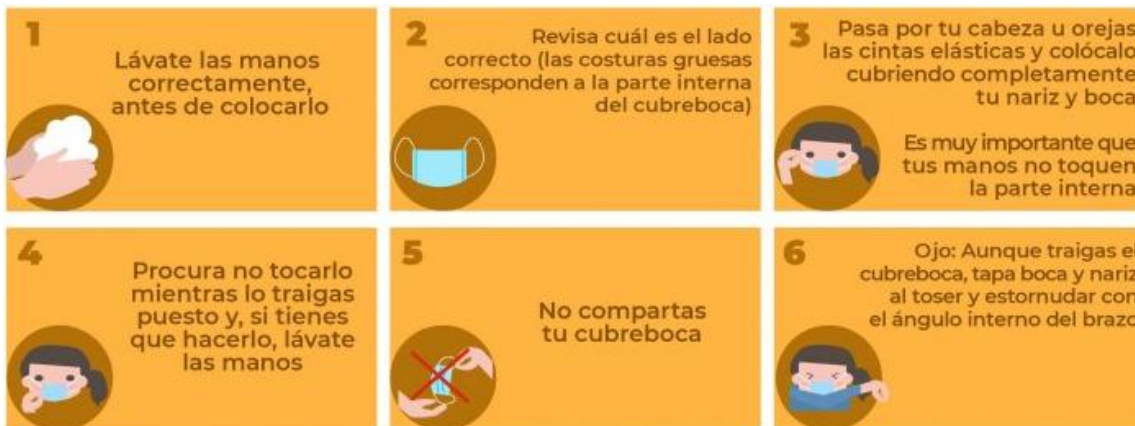 1
Lávate las manos
correctamente,
antes de colocarlo
2
Revisa cuál es el lado
correcto (las costuras gruesas
corresponden a la parte interna
del cubreboca)
3
Pasa por tu cabeza u orejas
las cintas elásticas y colócalo
cubriendo completamente
tu nariz y boca
Es muy importante que
tus manos no toquen
la parte interna
4
Procura no tocarlo
mientras lo traigas
puesto y, si tienes
que hacerlo, lávate
las manos
5
No compartas
tu cubreboca
6
Ojo: Aunque traigas el
cubreboca, tapa boca y nariz
al toser y estornudar con
el ángulo interno del brazo